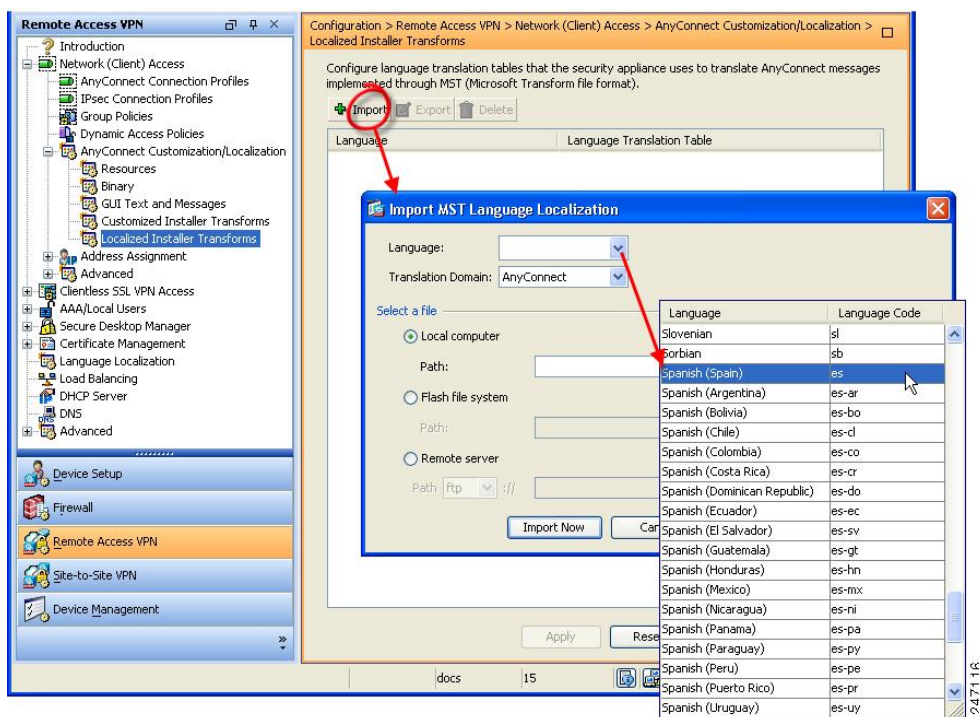 Remote Access VPN
Introduction
Network (Client) Access
AnyConnect Connection Profiles
IPsec Connection Profiles
Group Policies
Dynamic Access Policies
AnyConnect Customization/Localization
Resources
Binary
GUI Text and Messages
Customized Installer Transforms
Localized Installer Transforms
Address Assignment
Advanced
Clientless SSL VPN Access
AAA/Local Users
Secure Desktop Manager
Certificate Management
Language Localization
Load Balancing
DHCP Server
DNS
Advanced
Device Setup
Firewall
Remote Access VPN
Site-to-Site VPN
Device Management
Configuration > Remote Access VPN > Network (Client) Access > AnyConnect Customization/Localization >
Localized Installer Transforms
Configure language translation tables that the security appliance uses to translate AnyConnect messages
implemented through MST (Microsoft Transform file format).
Import Export Delete
Language Language Translation Table
Import MST Language Localization
Language:
Translation Domain: AnyConnect
Select a file
Local computer
Path:
Flash file system
Path:
Remote server
Path ftp ://
Import Now Can
Language Language Code
Slovenian sl
Sorbian sb
Spanish (Spain) es
Spanish (Argentina) es-ar
Spanish (Bolivia) es-bo
Spanish (Chile) es-cl
Spanish (Colombia) es-co
Spanish (Costa Rica) es-cr
Spanish (Dominican Republic) es-do
Spanish (Ecuador) es-ec
Spanish (El Salvador) es-sv
Spanish (Guatemala) es-gt
Spanish (Honduras) es-hn
Spanish (Mexico) es-mx
Spanish (Nicaragua) es-ni
Spanish (Panama) es-pa
Spanish (Paraguay) es-py
Spanish (Peru) es-pe
Spanish (Puerto Rico) es-pr
Spanish (Uruguay) es-uy
Apply Rese
docs 15
247116